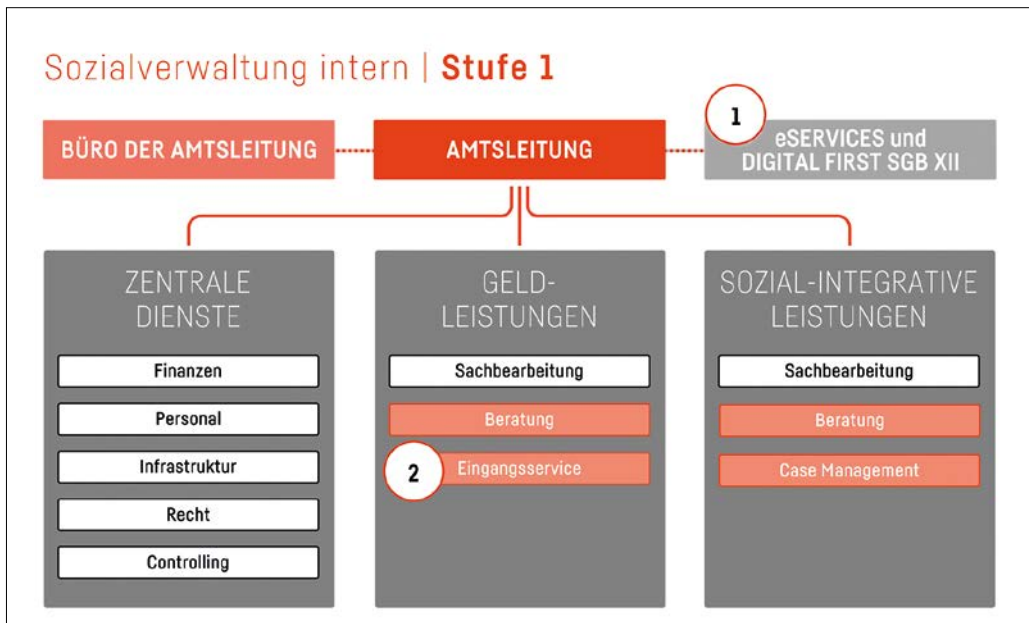 Sozialverwaltung intern | Stufe 1
BÜRO DER AMTSLEITUNG
AMTSLEITUNG
1
eSERVICES und
DIGITAL FIRST SGB XII
ZENTRALE
DIENSTE
Finanzen
Personal
Infrastruktur
Recht
Controlling
GELD-
LEISTUNGEN
Sachbearbeitung
Beratung
2
Eingangsservice
SOZIAL-INTEGRATIVE
LEISTUNGEN
Sachbearbeitung
Beratung
Case Management